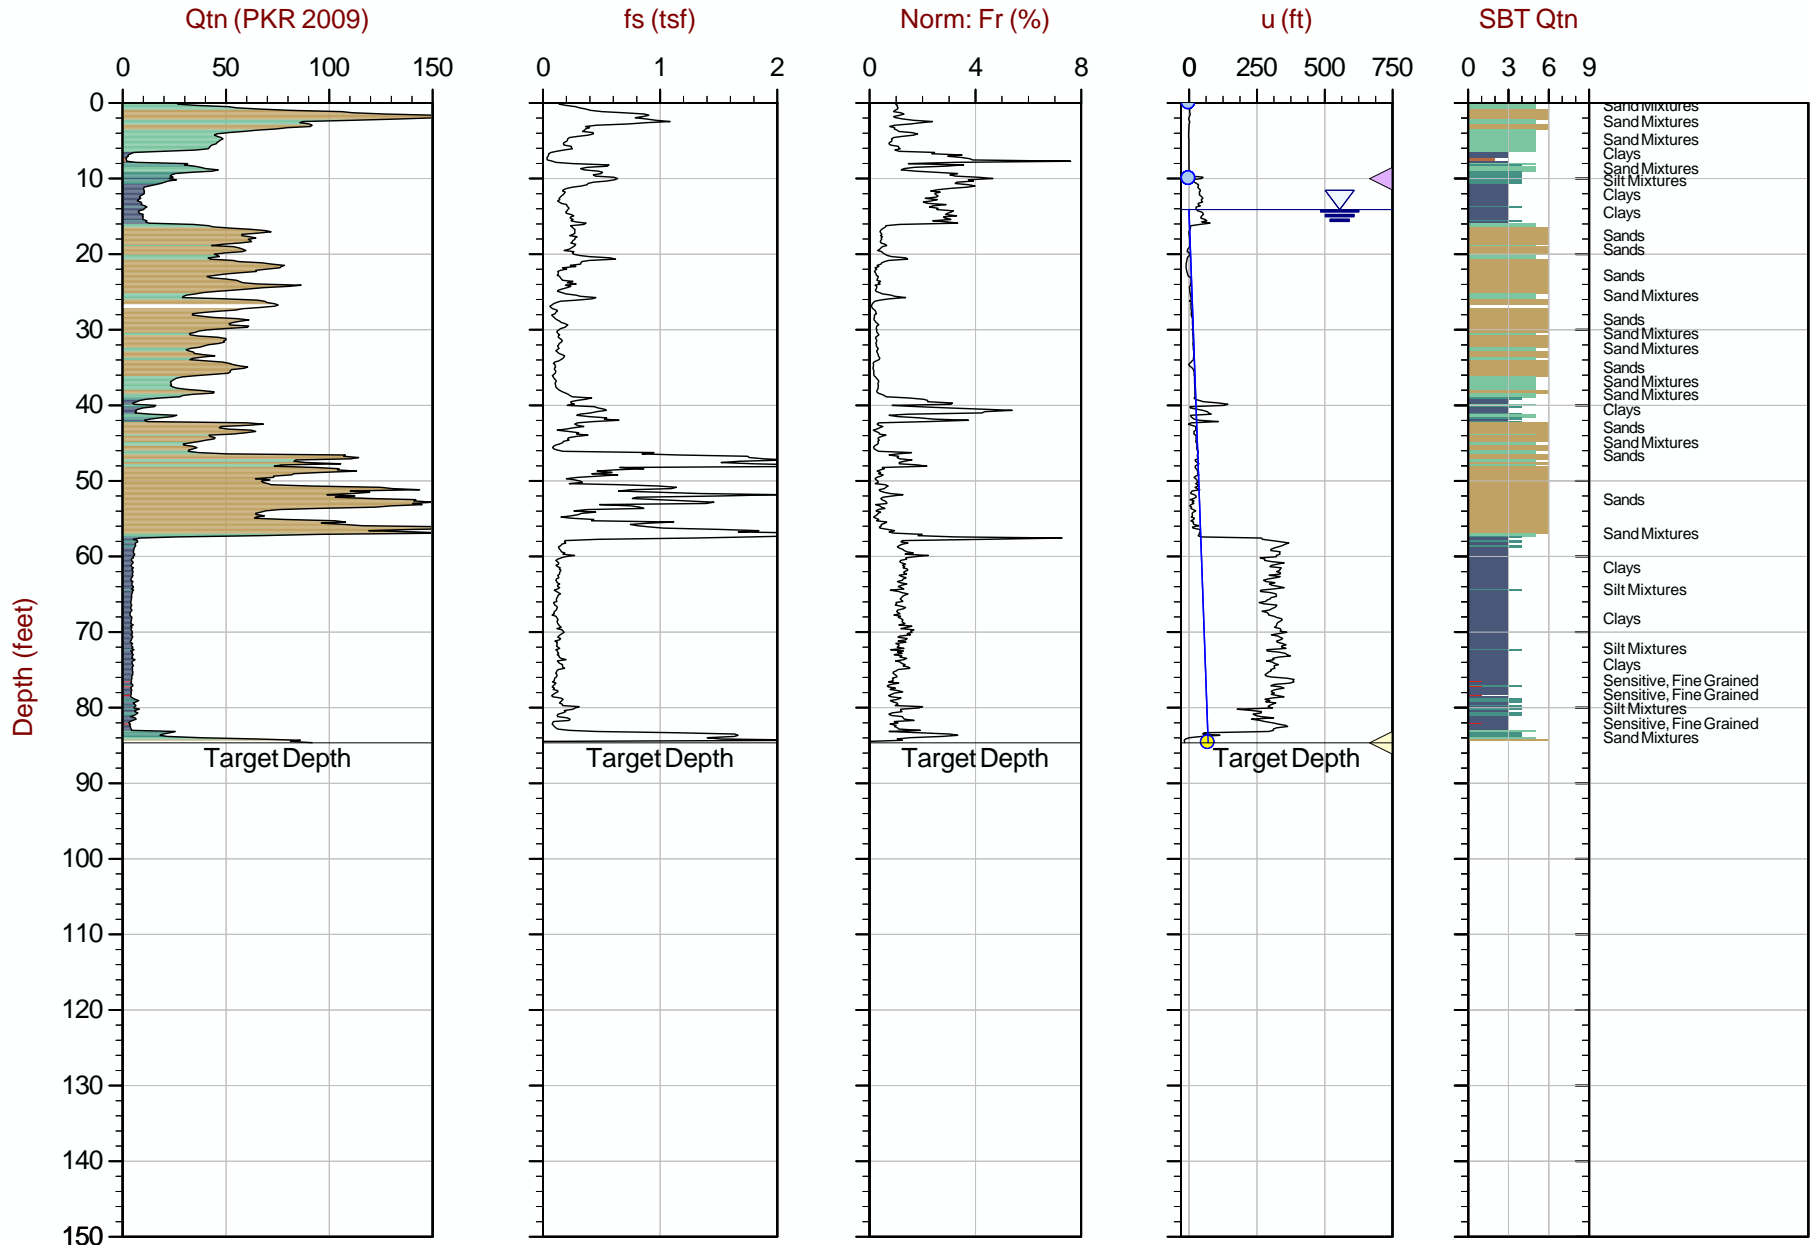 Qtn (PKR 2009)
fs (tsf)
Norm: Fr (%)
u (ft)
SBT Qtn
0 50 100 150
0 1 2
0 4 8
0 250 500 750
0 3 6 9
Depth (feet)
0
10
20
30
40
50
60
70
80
90
100
110
120
130
140
150
Sand Mixtures
Sand Mixtures
Sand Mixtures
Clays
Sand Mixtures
Silt Mixtures
Clays
Clays
Sands
Sands
Sands
Sand Mixtures
Sands
Sand Mixtures
Sand Mixtures
Sands
Sand Mixtures
Sand Mixtures
Clays
Sands
Sand Mixtures
Sands
Sands
Sand Mixtures
Clays
Silt Mixtures
Clays
Silt Mixtures
Clays
Sensitive, Fine Grained
Sensitive, Fine Grained
Silt Mixtures
Sensitive, Fine Grained
Sand Mixtures
Target Depth
Target Depth
Target Depth
Target Depth